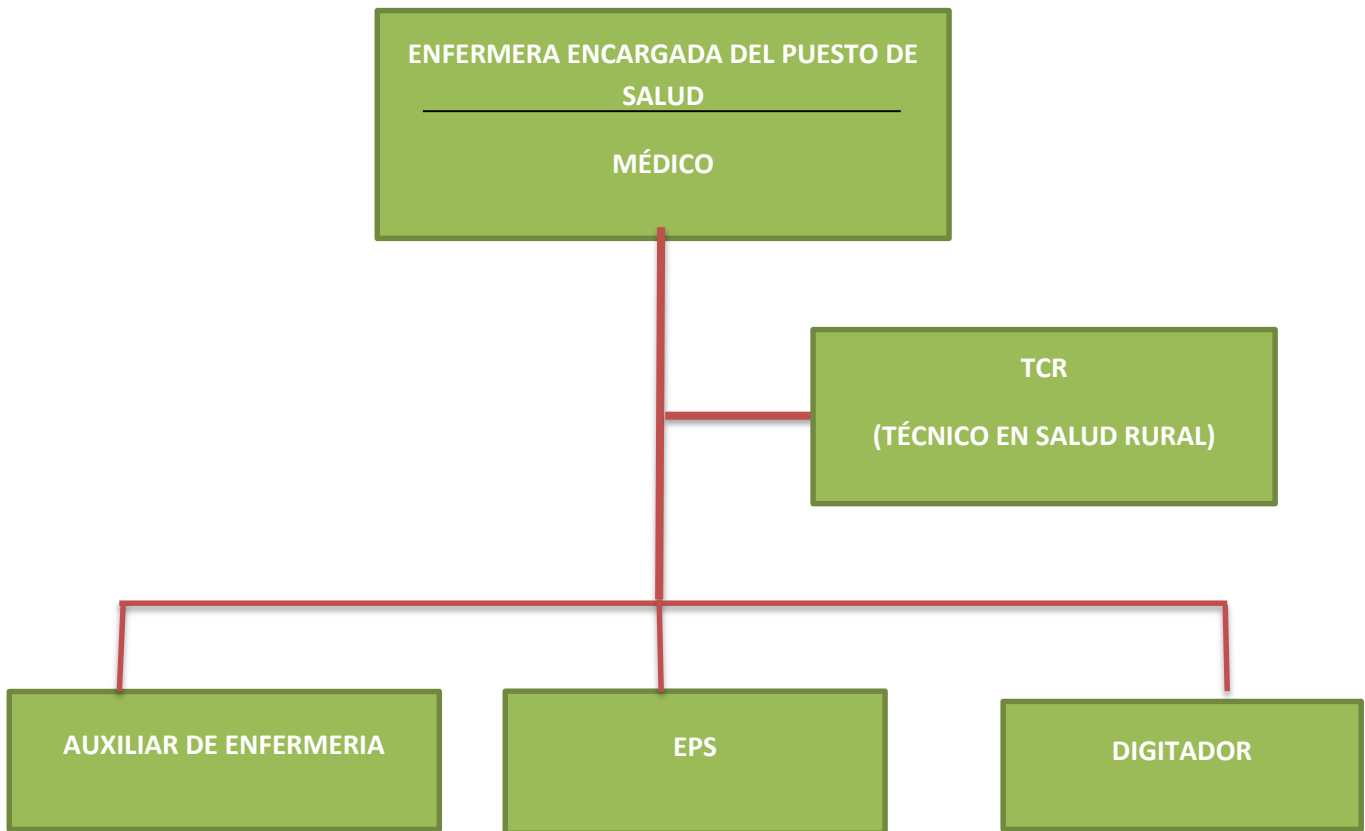 ENFERMERA ENCARGADA DEL PUESTO DE
SALUD
MÉDICO
TCR
(TÉCNICO EN SALUD RURAL)
AUXILIAR DE ENFERMERIA
EPS
DIGITADOR